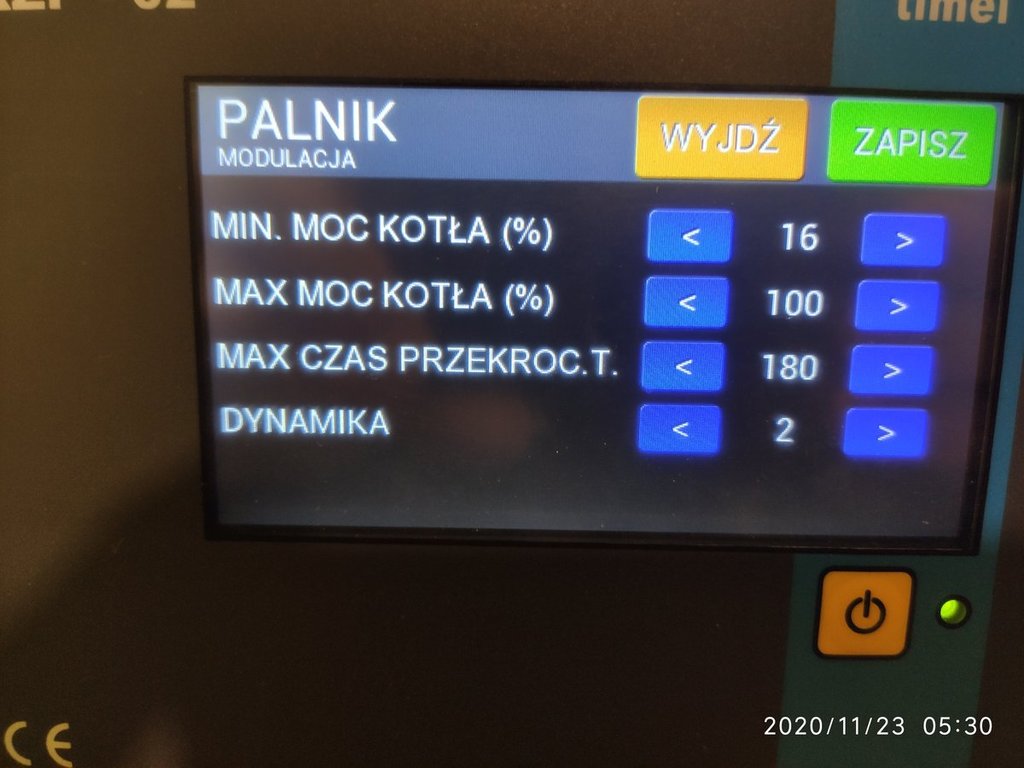 timel
PALNIK
MODULACJA
WYJDŹ
ZAPISZ
MIN. MOC KOTŁA (%)
<
16
>
MAX MOC KOTŁA (%)
<
100
>
MAX CZAS PRZEKROC.T.
<
180
>
DYNAMIKA
<
2
>
CE
2020/11/23 05:30